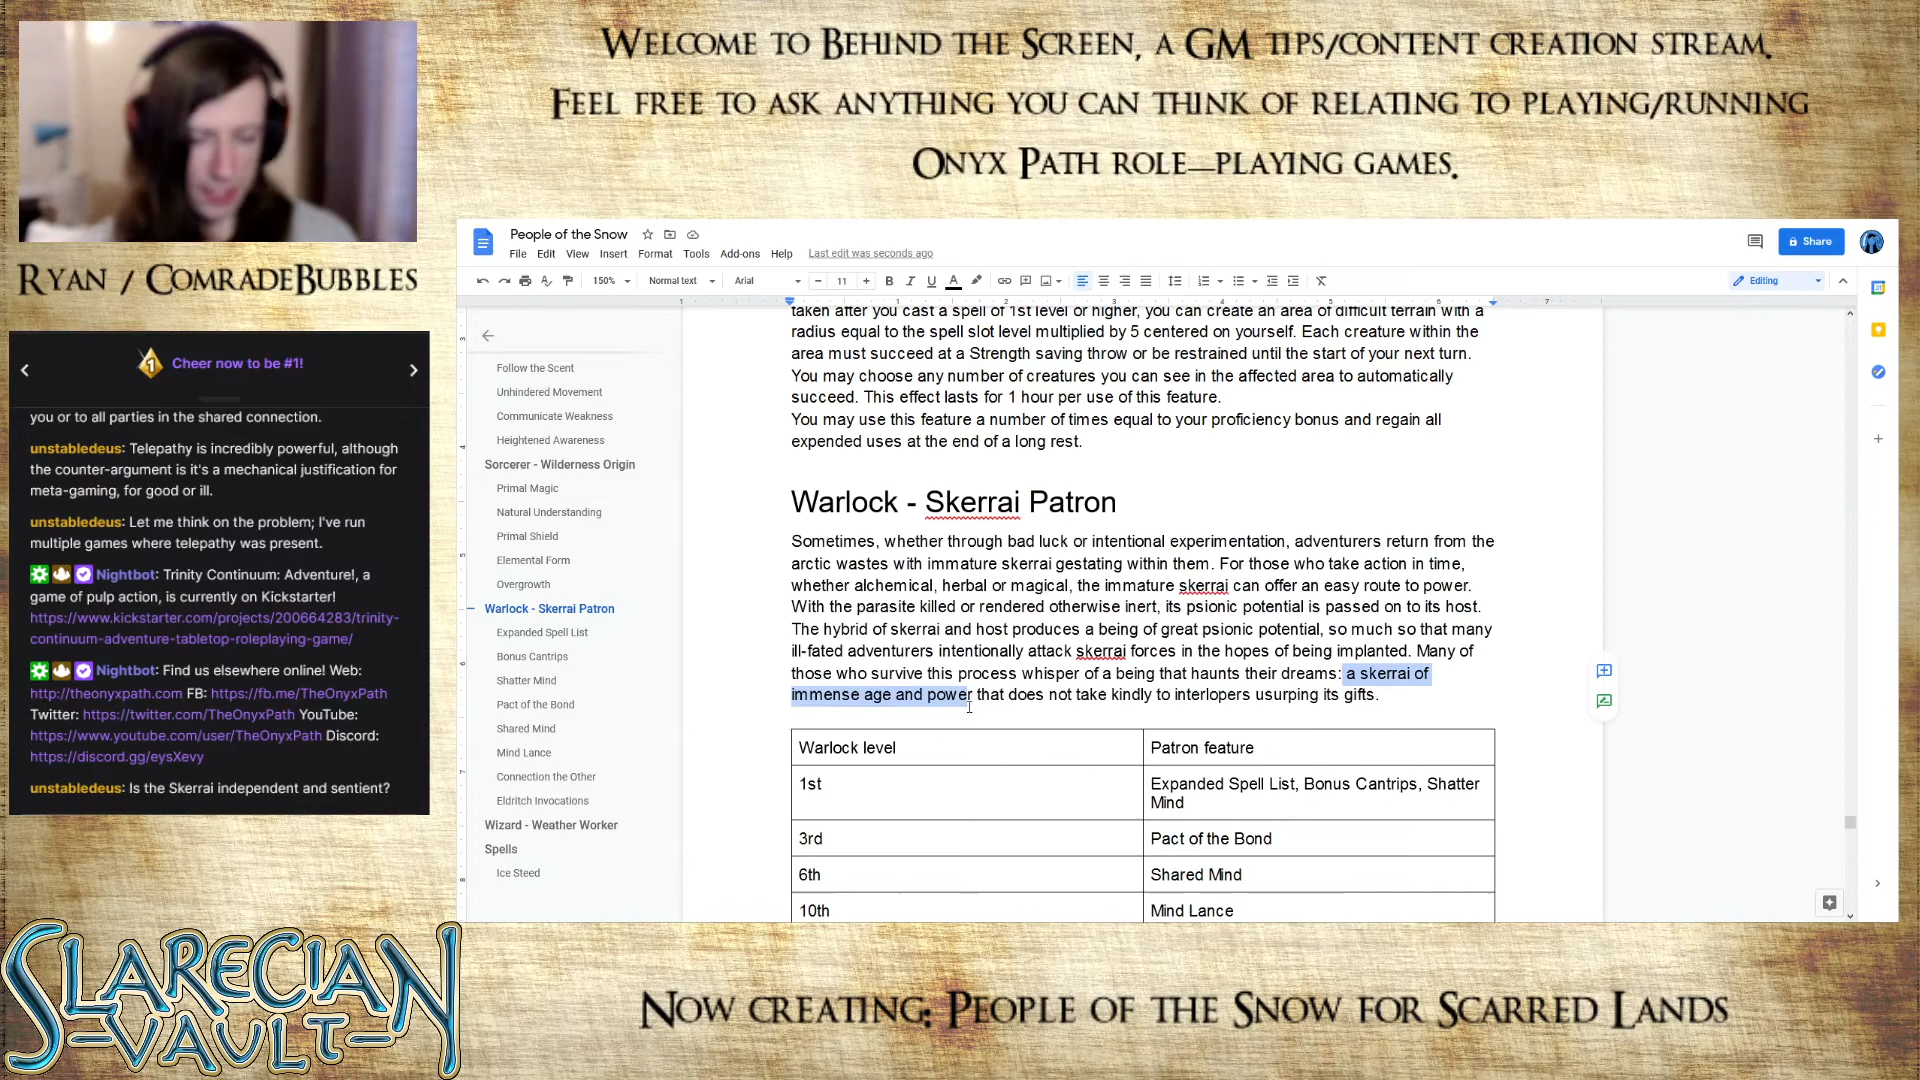 Welcome to Behind the Screen, a GM tips/content creation stream.
Feel free to ask anything you can think of relating to playing/running
Onyx Path role—playing games.
Ryan / ComradeBubbles
Cheer now to be #1!
you or to all parties in the shared connection.
unstabledeus: Telepathy is incredibly powerful, although
the counter-argument is it's a mechanical justification for
meta-gaming, for good or ill.
unstabledeus: Let me think on the problem; I've run
multiple games where telepathy was present.
Nightbot: Trinity Continuum: Adventure!, a
game of pulp action, is currently on Kickstarter!
https://www.kickstarter.com/projects/200664283/trinity-
continuum-adventure-tabletop-roleplaying-game/
Nightbot: Find us elsewhere online! Web:
http://theonyxpath.com FB: https://fb.me/TheOnyxPath
Twitter: https://twitter.com/TheOnyxPath YouTube:
https://www.youtube.com/user/TheOnyxPath Discord:
https://discord.gg/eysXevy
unstabledeus: Is the Skerrai independent and sentient?
Slarecian
Vault
People of the Snow
File Edit View Insert Format Tools Add-ons Help Last edit was seconds ago
Share
150% Normal text Arial 11 Editing
Follow the Scent
Unhindered Movement
Communicate Weakness
Heightened Awareness
Sorcerer - Wilderness Origin
Primal Magic
Natural Understanding
Primal Shield
Elemental Form
Overgrowth
Warlock - Skerrai Patron
Expanded Spell List
Bonus Cantrips
Shatter Mind
Pact of the Bond
Shared Mind
Mind Lance
Connection the Other
Eldritch Invocations
Wizard - Weather Worker
Spells
Ice Steed
taken after you cast a spell of 1st level or higher, you can create an area of difficult terrain with a
radius equal to the spell slot level multiplied by 5 centered on yourself. Each creature within the
area must succeed at a Strength saving throw or be restrained until the start of your next turn.
You may choose any number of creatures you can see in the affected area to automatically
succeed. This effect lasts for 1 hour per use of this feature.
You may use this feature a number of times equal to your proficiency bonus and regain all
expended uses at the end of a long rest.
Warlock - Skerrai Patron
Sometimes, whether through bad luck or intentional experimentation, adventurers return from the
arctic wastes with immature skerrai gestating within them. For those who take action in time,
whether alchemical, herbal or magical, the immature skerrai can offer an easy route to power.
With the parasite killed or rendered otherwise inert, its psionic potential is passed on to its host.
The hybrid of skerrai and host produces a being of great psionic potential, so much so that many
ill-fated adventurers intentionally attack skerrai forces in the hopes of being implanted. Many of
those who survive this process whisper of a being that haunts their dreams: a skerrai of
immense age and power that does not take kindly to interlopers usurping its gifts.
Warlock level Patron feature
1st Expanded Spell List, Bonus Cantrips, Shatter
Mind
3rd Pact of the Bond
6th Shared Mind
10th Mind Lance
Now creating: People of the Snow for Scarred Lands